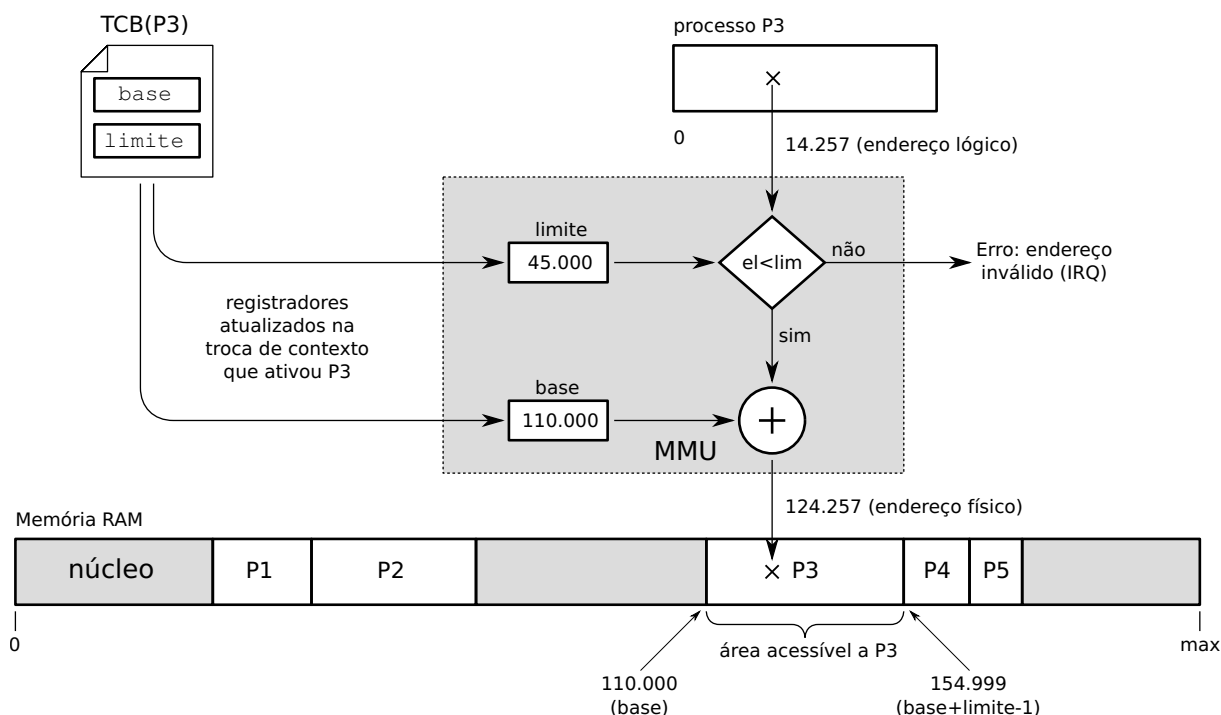 TCB(P3)
base
limite
processo P3
0
14.257 (endereço lógico)
limite
45.000
el<lim
não
Erro: endereço
inválido (IRQ)
registradores
atualizados na
troca de contexto
que ativou P3
sim
base
110.000
+
MMU
124.257 (endereço físico)
Memória RAM
núcleo
P1
P2
× P3
P4
P5
0
área acessível a P3
max
110.000
(base)
154.999
(base+limite-1)